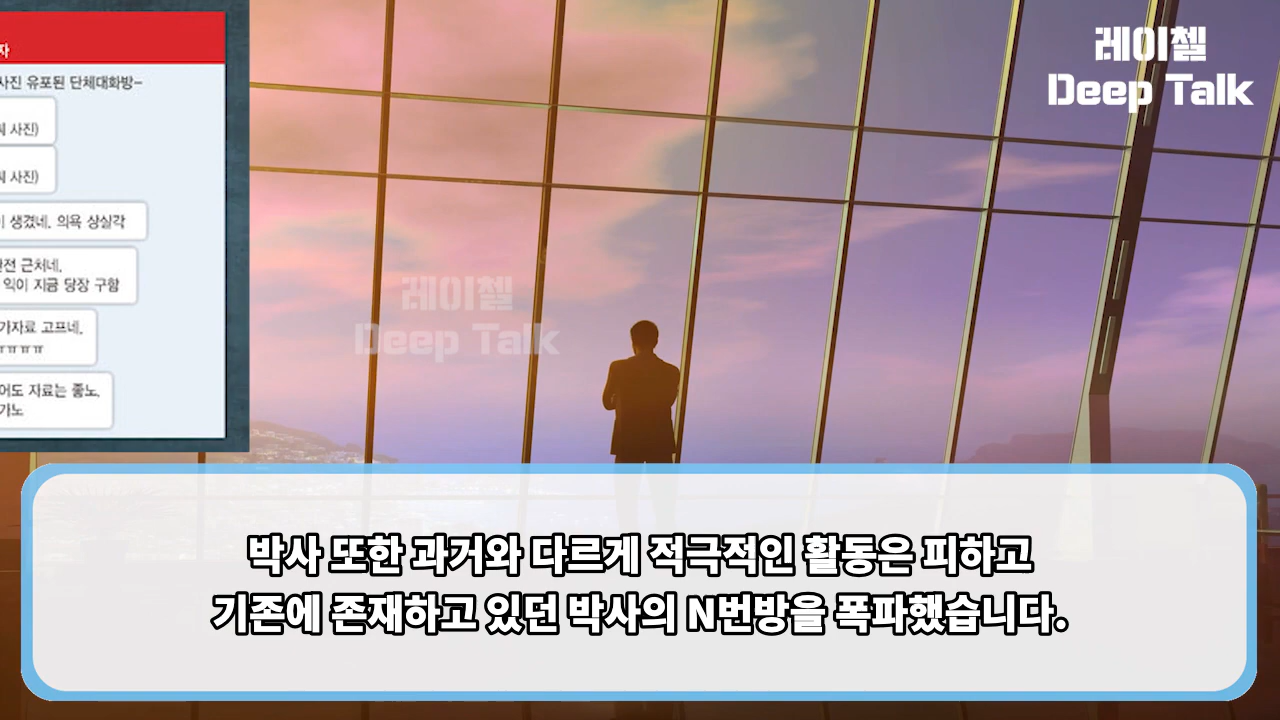 자
사진 유포된 단체대화방-
사진)
사진)
생겼네. 의욕 상실각
근처네.
익이 지금 당장 구함
가자료 고프네.
ㅠㅠㅠㅠ
어도 자료는 좋노.
가노
레이첼
Deep Talk
레이첼
Deep Talk
박사 또한 과거와 다르게 적극적인 활동은 피하고
기존에 존재하고 있던 박사의 N번방을 폭파했습니다.